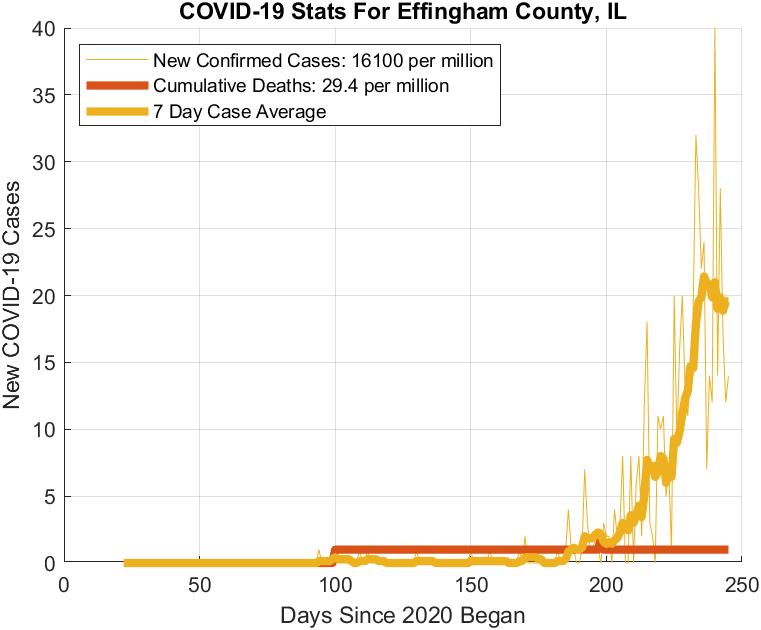 COVID-19 Stats For Effingham County, IL
New Confirmed Cases: 16100 per million
Cumulative Deaths: 29.4 per million
7 Day Case Average
New COVID-19 Cases
40
35
30
25
20
15
10
5
0
0 50 100 150 200 250
Days Since 2020 Began